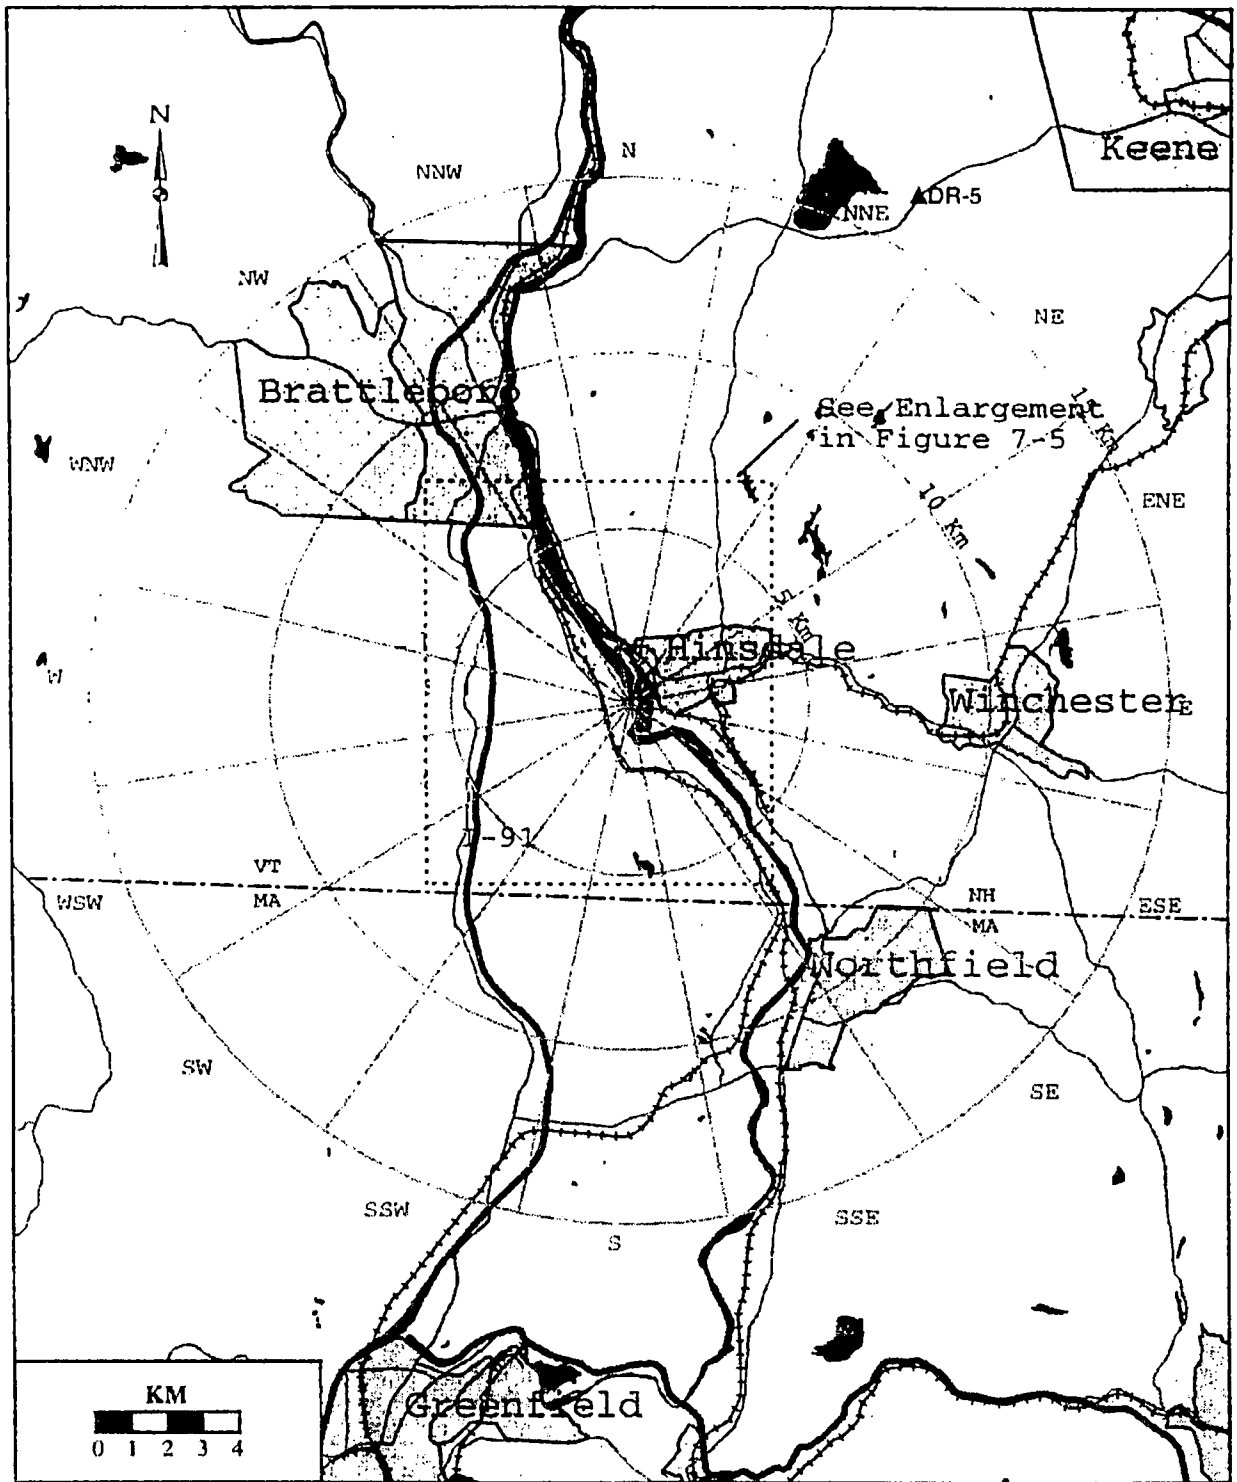 N
Keene
N
NNW
NNE
DR-5
NW
NE
Brattleboro
See Enlargement
in Figure 7-5
WNW
ENE
10 Km
5 Km
Hinsdale
W
Winchester
E
I-91
VT
MA
WSW
NH
MA
ESE
Northfield
SW
SE
SSW
SSE
S
KM
0 1 2 3 4
Greenfield